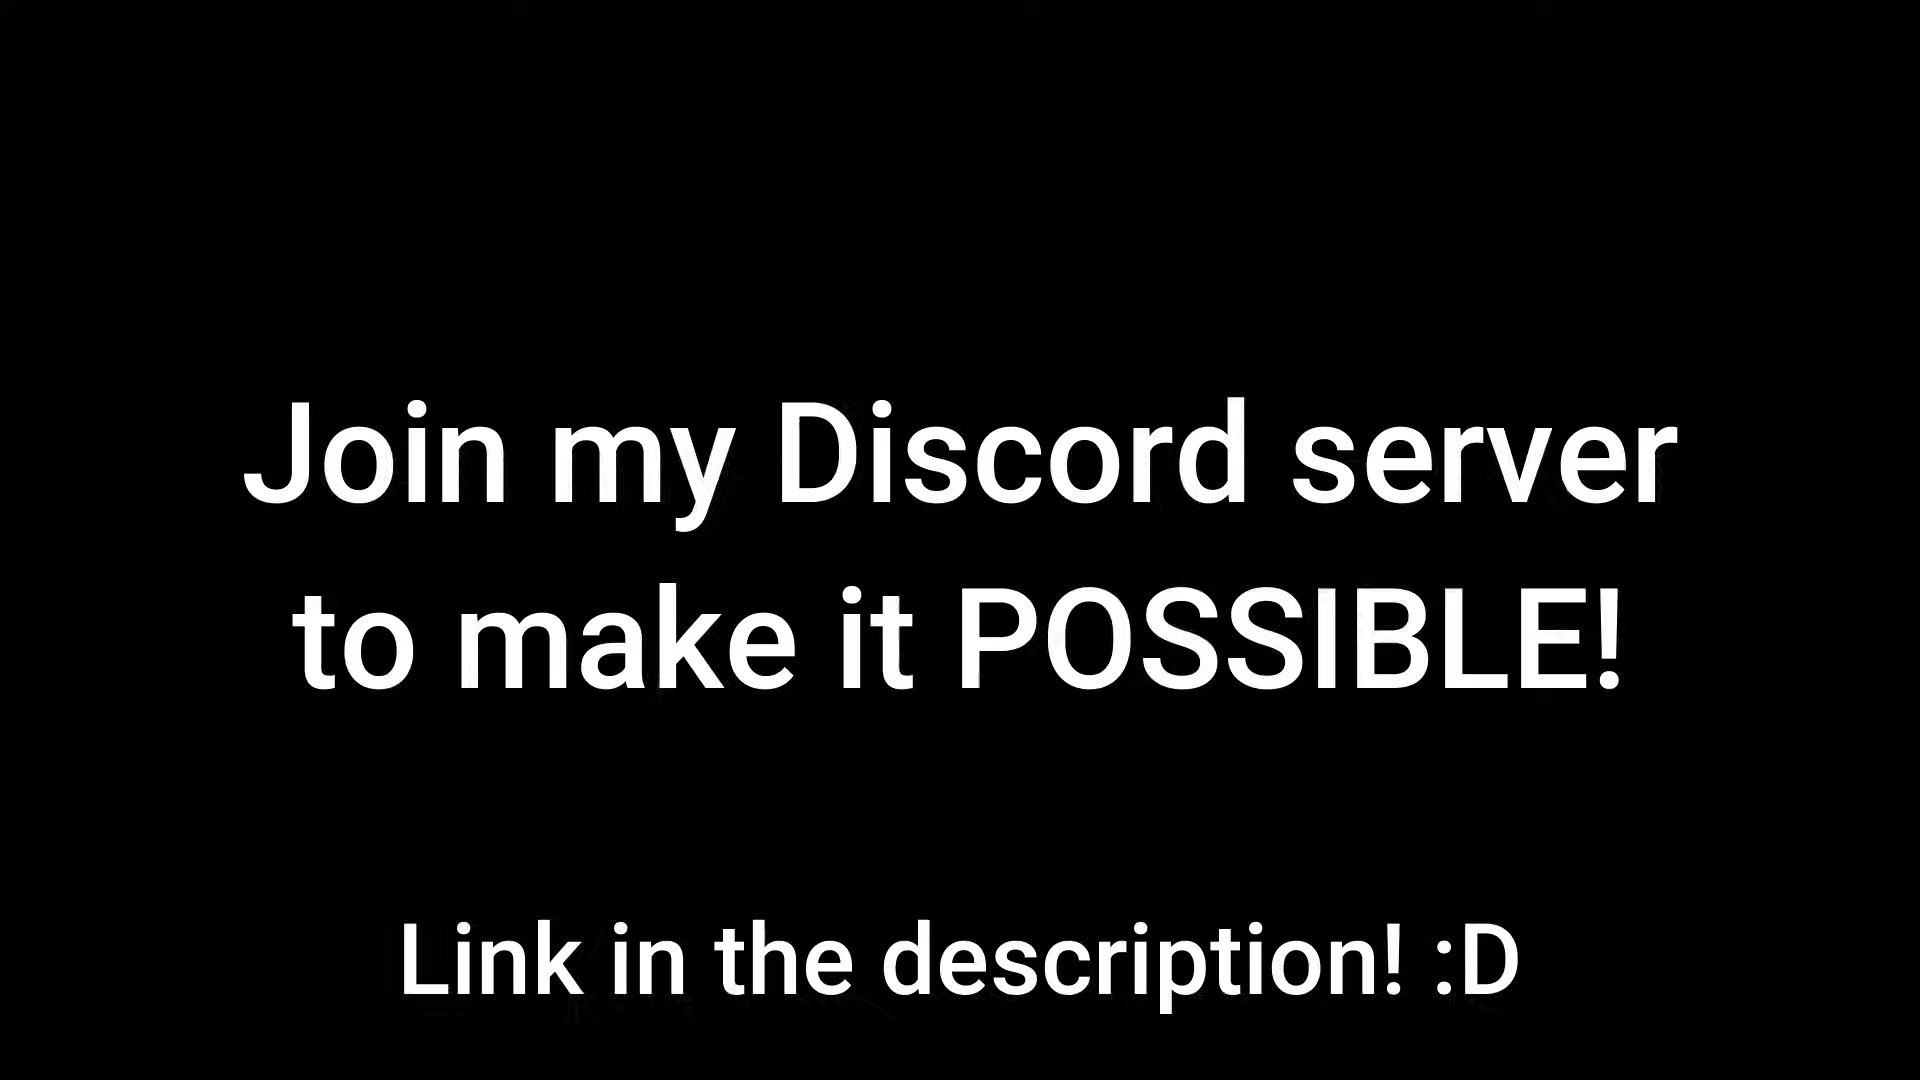 Join my Discord server
to make it POSSIBLE!
Link in the description! :D